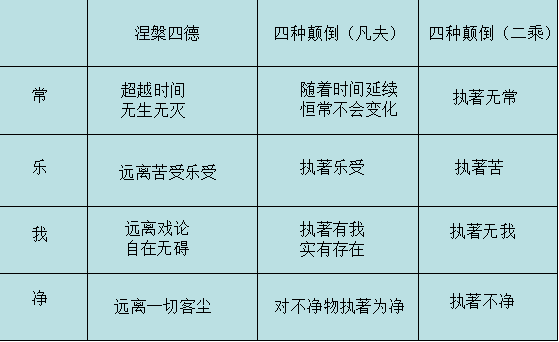 涅槃四德 四种颠倒（凡夫） 四种颠倒（二乘）
常 超越时间 无生无灭 随着时间延续 恒常不会变化 执著无常
乐 远离苦受乐受 执著乐受 执著苦
我 远离戏论 自在无碍 执著有我 实有存在 执著无我
净 远离一切客尘 对不净物执著为净 执著不净